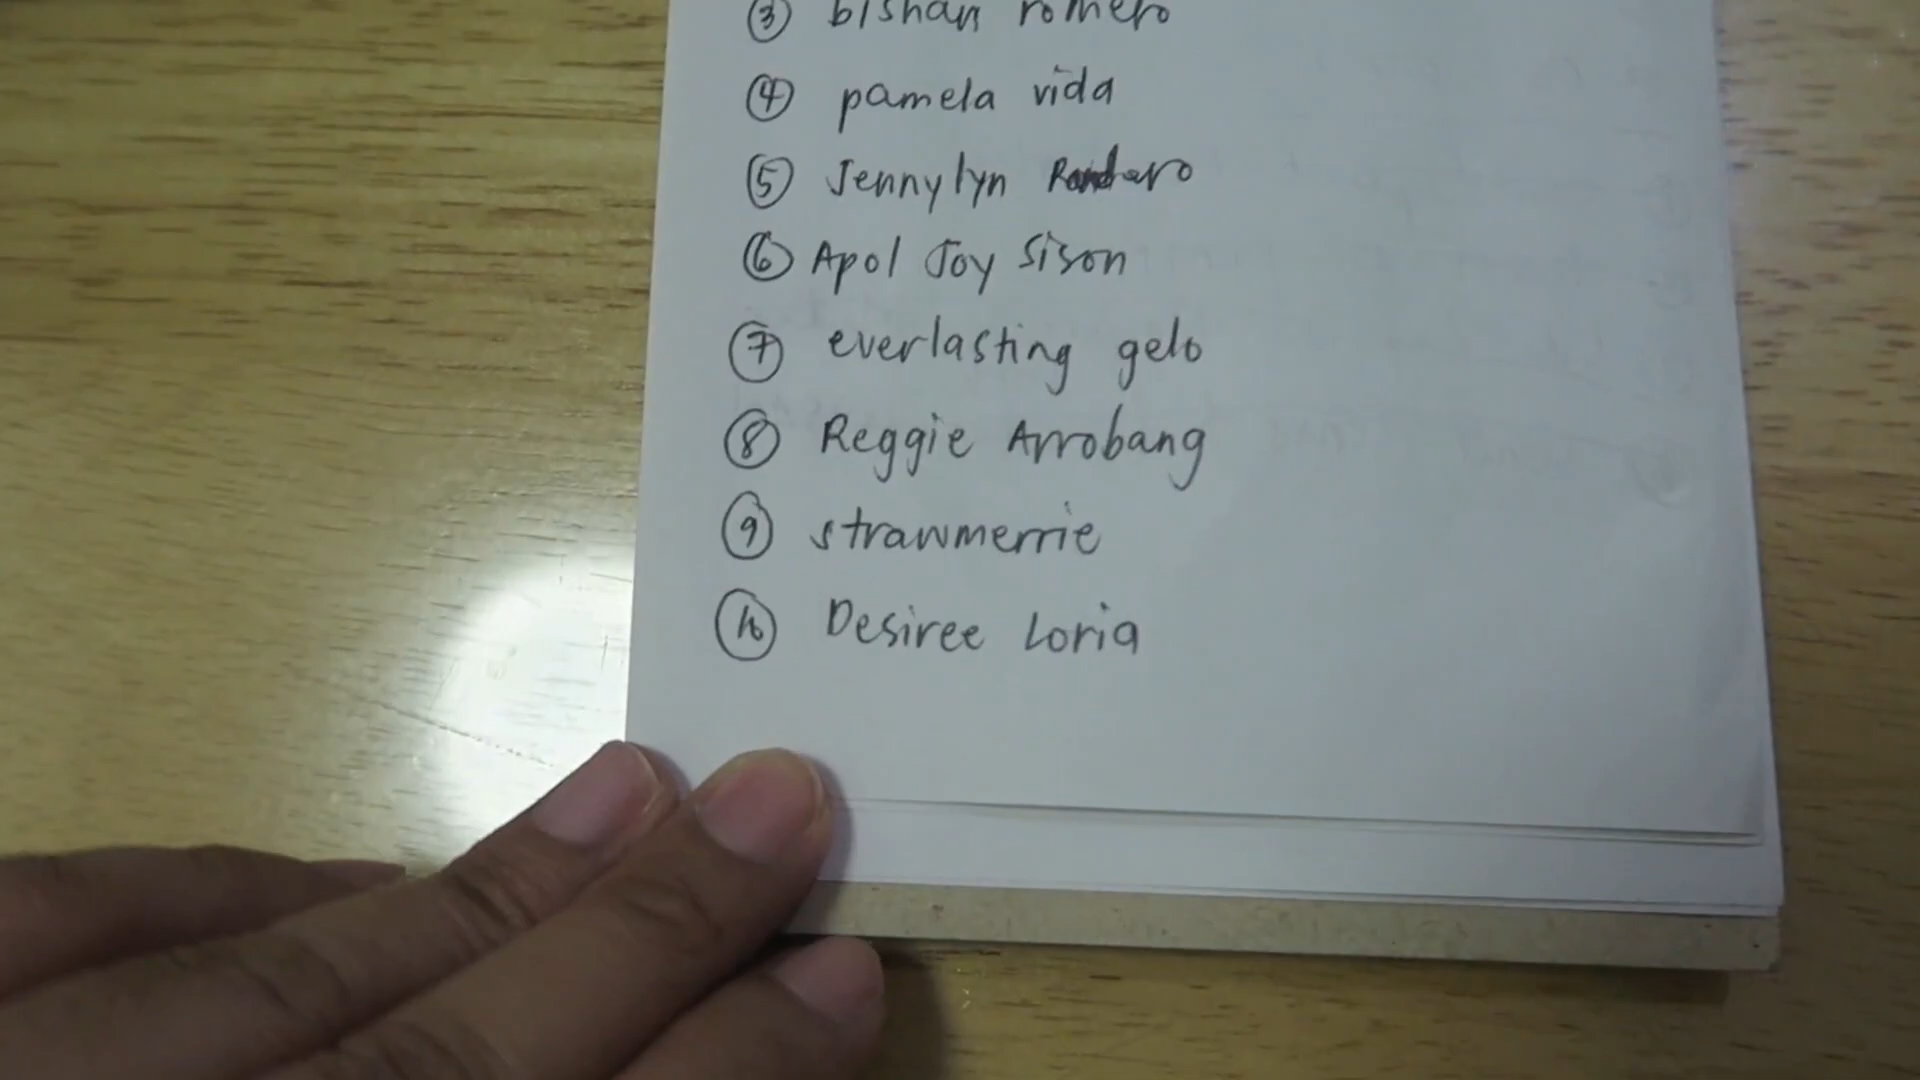 ③ bishan romero
④ pamela vida
⑤ Jennylyn
⑥ Apol Joy Sison
⑦ everlasting gelo
⑧ Reggie Arrobang
⑨ strawmerrie
⑩ Desiree Loria